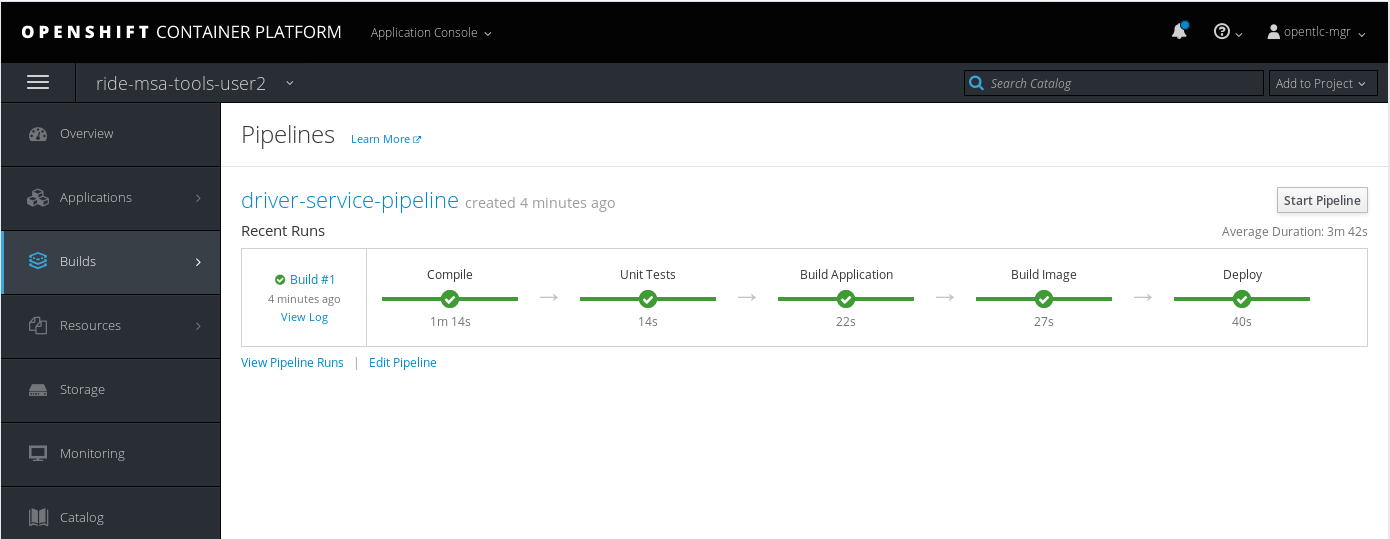 OPENSHIFT CONTAINER PLATFORM Application Console opentlc-mgr
ride-msa-tools-user2 Search Catalog Add to Project
Overview
Applications
Builds
Resources
Storage
Monitoring
Catalog
Pipelines Learn More
driver-service-pipeline created 4 minutes ago Start Pipeline
Recent Runs Average Duration: 3m 42s
Build #1
4 minutes ago
View Log
Compile Unit Tests Build Application Build Image Deploy
1m 14s 14s 22s 27s 40s
View Pipeline Runs | Edit Pipeline